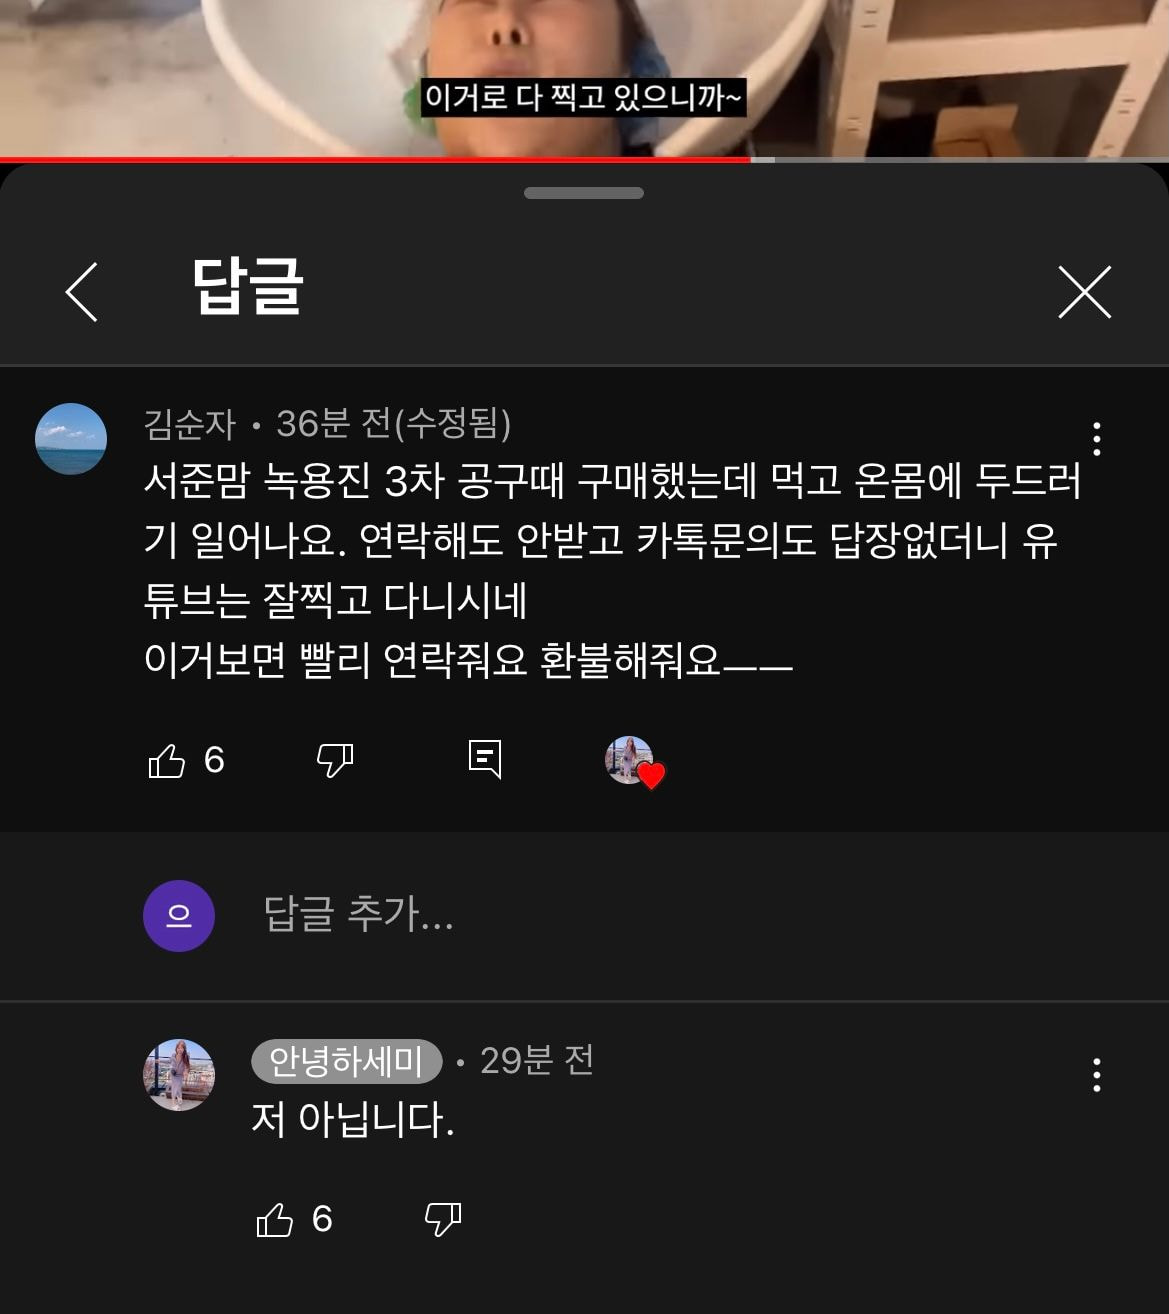 이거로 다 찍고 있으니까~
답글
김순자 • 36분 전(수정됨)
서준맘 녹용진 3차 공구때 구매했는데 먹고 온몸에 두드러
기 일어나요. 연락해도 안받고 카톡문의도 답장없더니 유
튜브는 잘찍고 다니시네
이거보면 빨리 연락줘요 환불해줘요ㅡㅡ
6
으
답글 추가...
안녕하세미 • 29분 전
저 아닙니다.
6